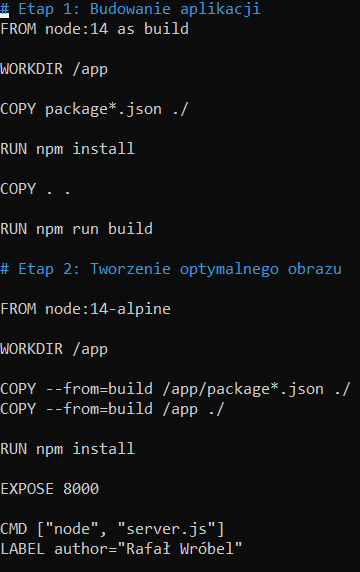 # Etap 1: Budowanie aplikacji
FROM node:14 as build
WORKDIR /app
COPY package*.json ./
RUN npm install
COPY . .
RUN npm run build
# Etap 2: Tworzenie optymalnego obrazu
FROM node:14-alpine
WORKDIR /app
COPY --from=build /app/package*.json ./
COPY --from=build /app ./
RUN npm install
EXPOSE 8000
CMD ["node", "server.js"]
LABEL author="Rafał Wróbel"